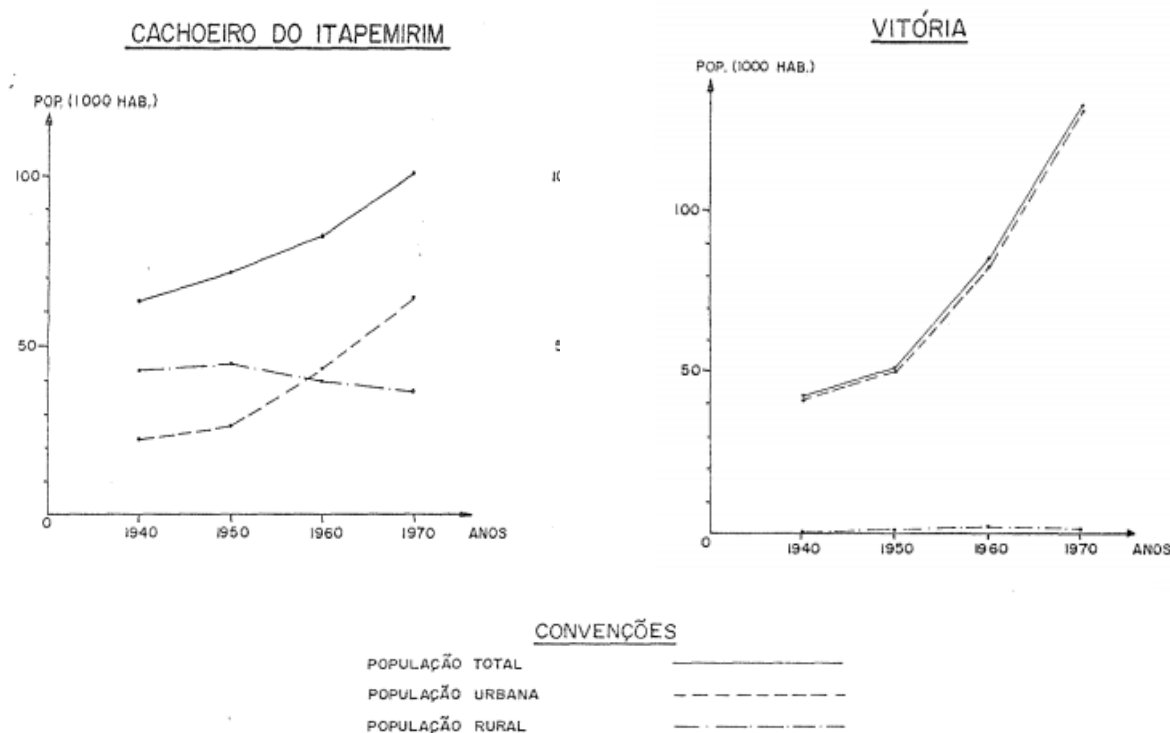 CACHOEIRO DO ITAPEMIRIM
POP. (1000 HAB.)
100
50
0
1940 1950 1960 1970 ANOS
VITÓRIA
POP. (1000 HAB.)
100
50
0
1940 1950 1960 1970 ANOS
CONVENÇÕES
POPULAÇÃO TOTAL
POPULAÇÃO URBANA
POPULAÇÃO RURAL